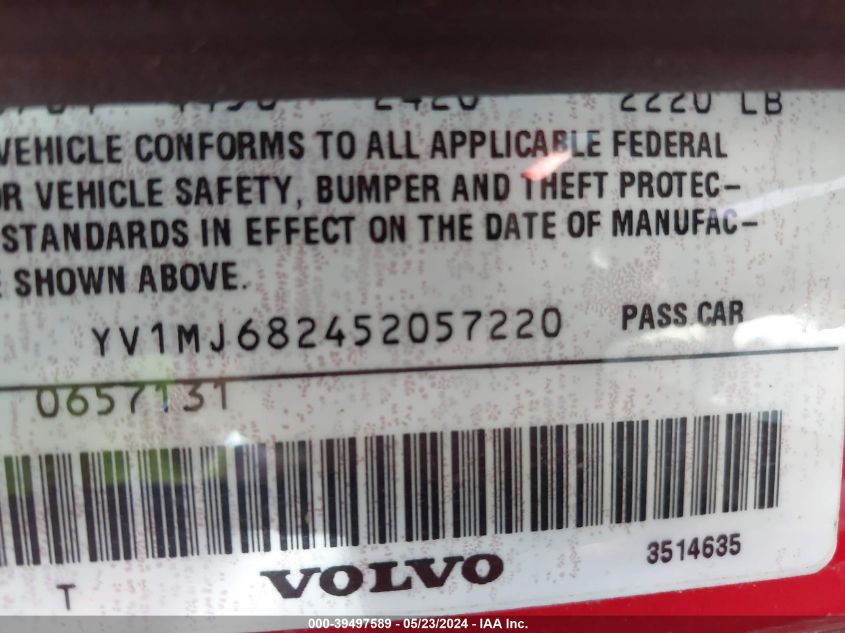 2420 2220 LB
VEHICLE CONFORMS TO ALL APPLICABLE FEDERAL
OR VEHICLE SAFETY, BUMPER AND THEFT PROTEC-
STANDARDS IN EFFECT ON THE DATE OF MANUFAC-
E SHOWN ABOVE.
YV1MJ682452057220 PASS CAR
0657131
T VOLVO 3514635
000-39497589 - 05/23/2024 - IAA Inc.